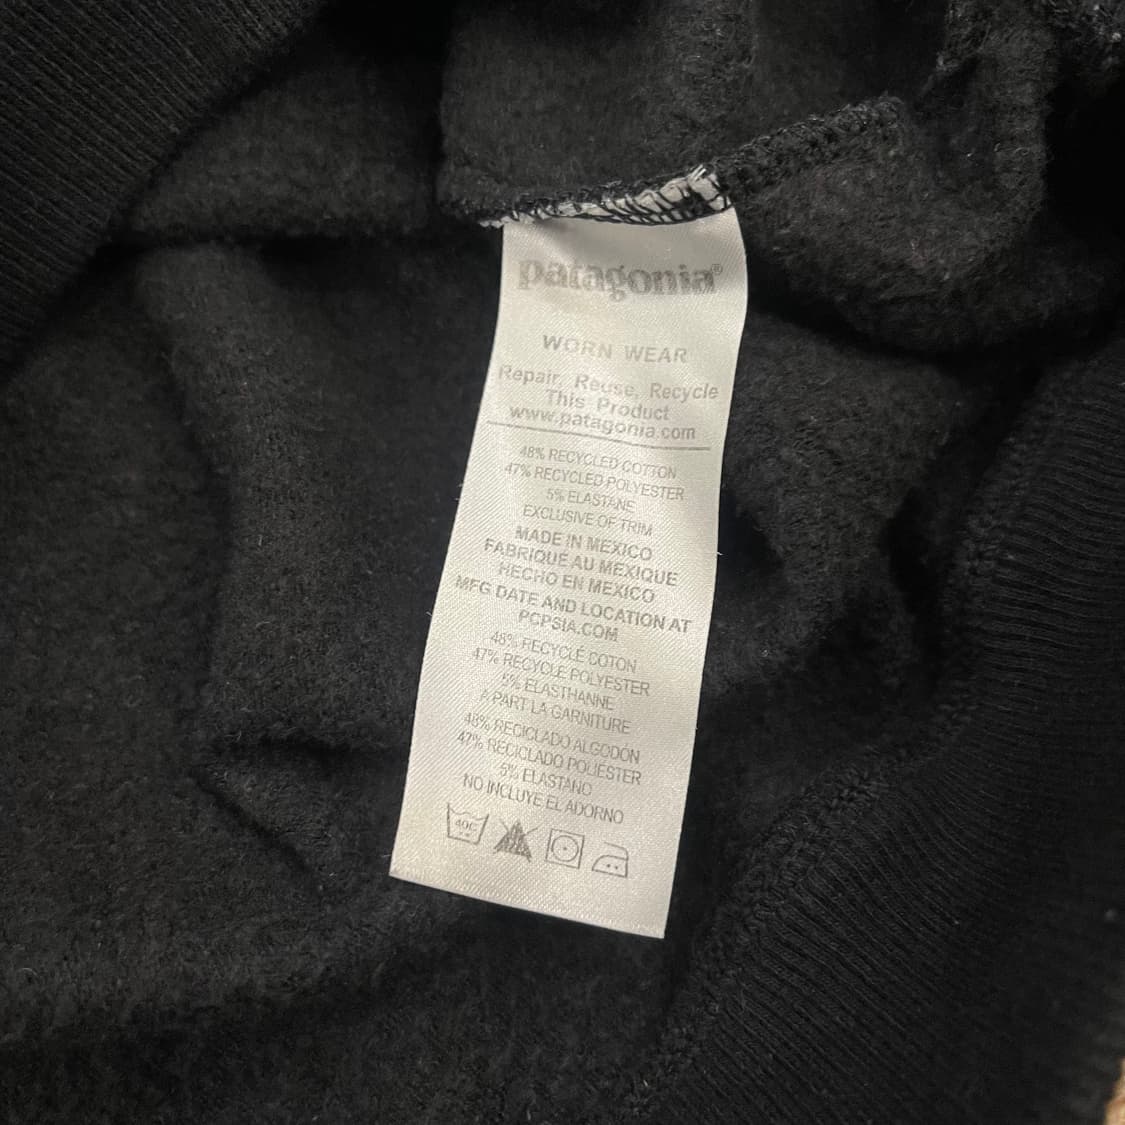 patagonia®
WORN WEAR
Repair, Reuse, Recycle
This Product
www.patagonia.com
48% RECYCLED COTTON
47% RECYCLED POLYESTER
5% ELASTANE
EXCLUSIVE OF TRIM
MADE IN MEXICO
FABRIQUÉ AU MEXIQUE
HECHO EN MEXICO
MFG DATE AND LOCATION AT
PCPSIA.COM
48% RECYCLÉ COTON
47% RECYCLÉ POLYESTER
5% ELASTHANNE
À PART LA GARNITURE
48% RECICLADO ALGODÓN
47% RECICLADO POLIÉSTER
5% ELASTANO
NO INCLUYE EL ADORNO
40C